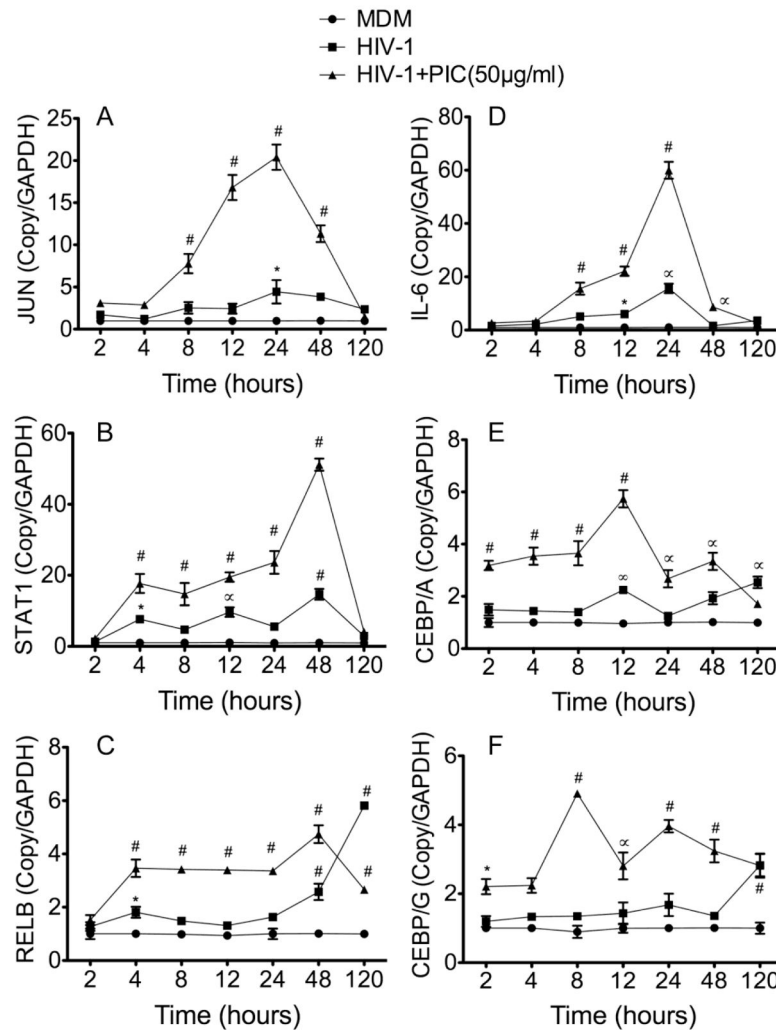 MDM
HIV-1
HIV-1+PIC(50µg/ml)
A
JUN (Copy/GAPDH)
25
20
15
10
5
0
#
#
#
#
*
2 4 8 12 24 48 120
Time (hours)
D
IL-6 (Copy/GAPDH)
80
60
40
20
0
#
#
#
*
∝
∝
2 4 8 12 24 48 120
Time (hours)
B
STAT1 (Copy/GAPDH)
60
40
20
0
#
#
#
#
#
*
∝
#
2 4 8 12 24 48 120
Time (hours)
E
CEBP/A (Copy/GAPDH)
8
6
4
2
0
#
#
#
#
∝
∝
∝
∝
2 4 8 12 24 48 120
Time (hours)
C
RELB (Copy/GAPDH)
8
6
4
2
0
#
#
#
#
#
#
*
#
#
2 4 8 12 24 48 120
Time (hours)
F
CEBP/G (Copy/GAPDH)
6
4
2
0
*
#
∝
#
#
#
2 4 8 12 24 48 120
Time (hours)